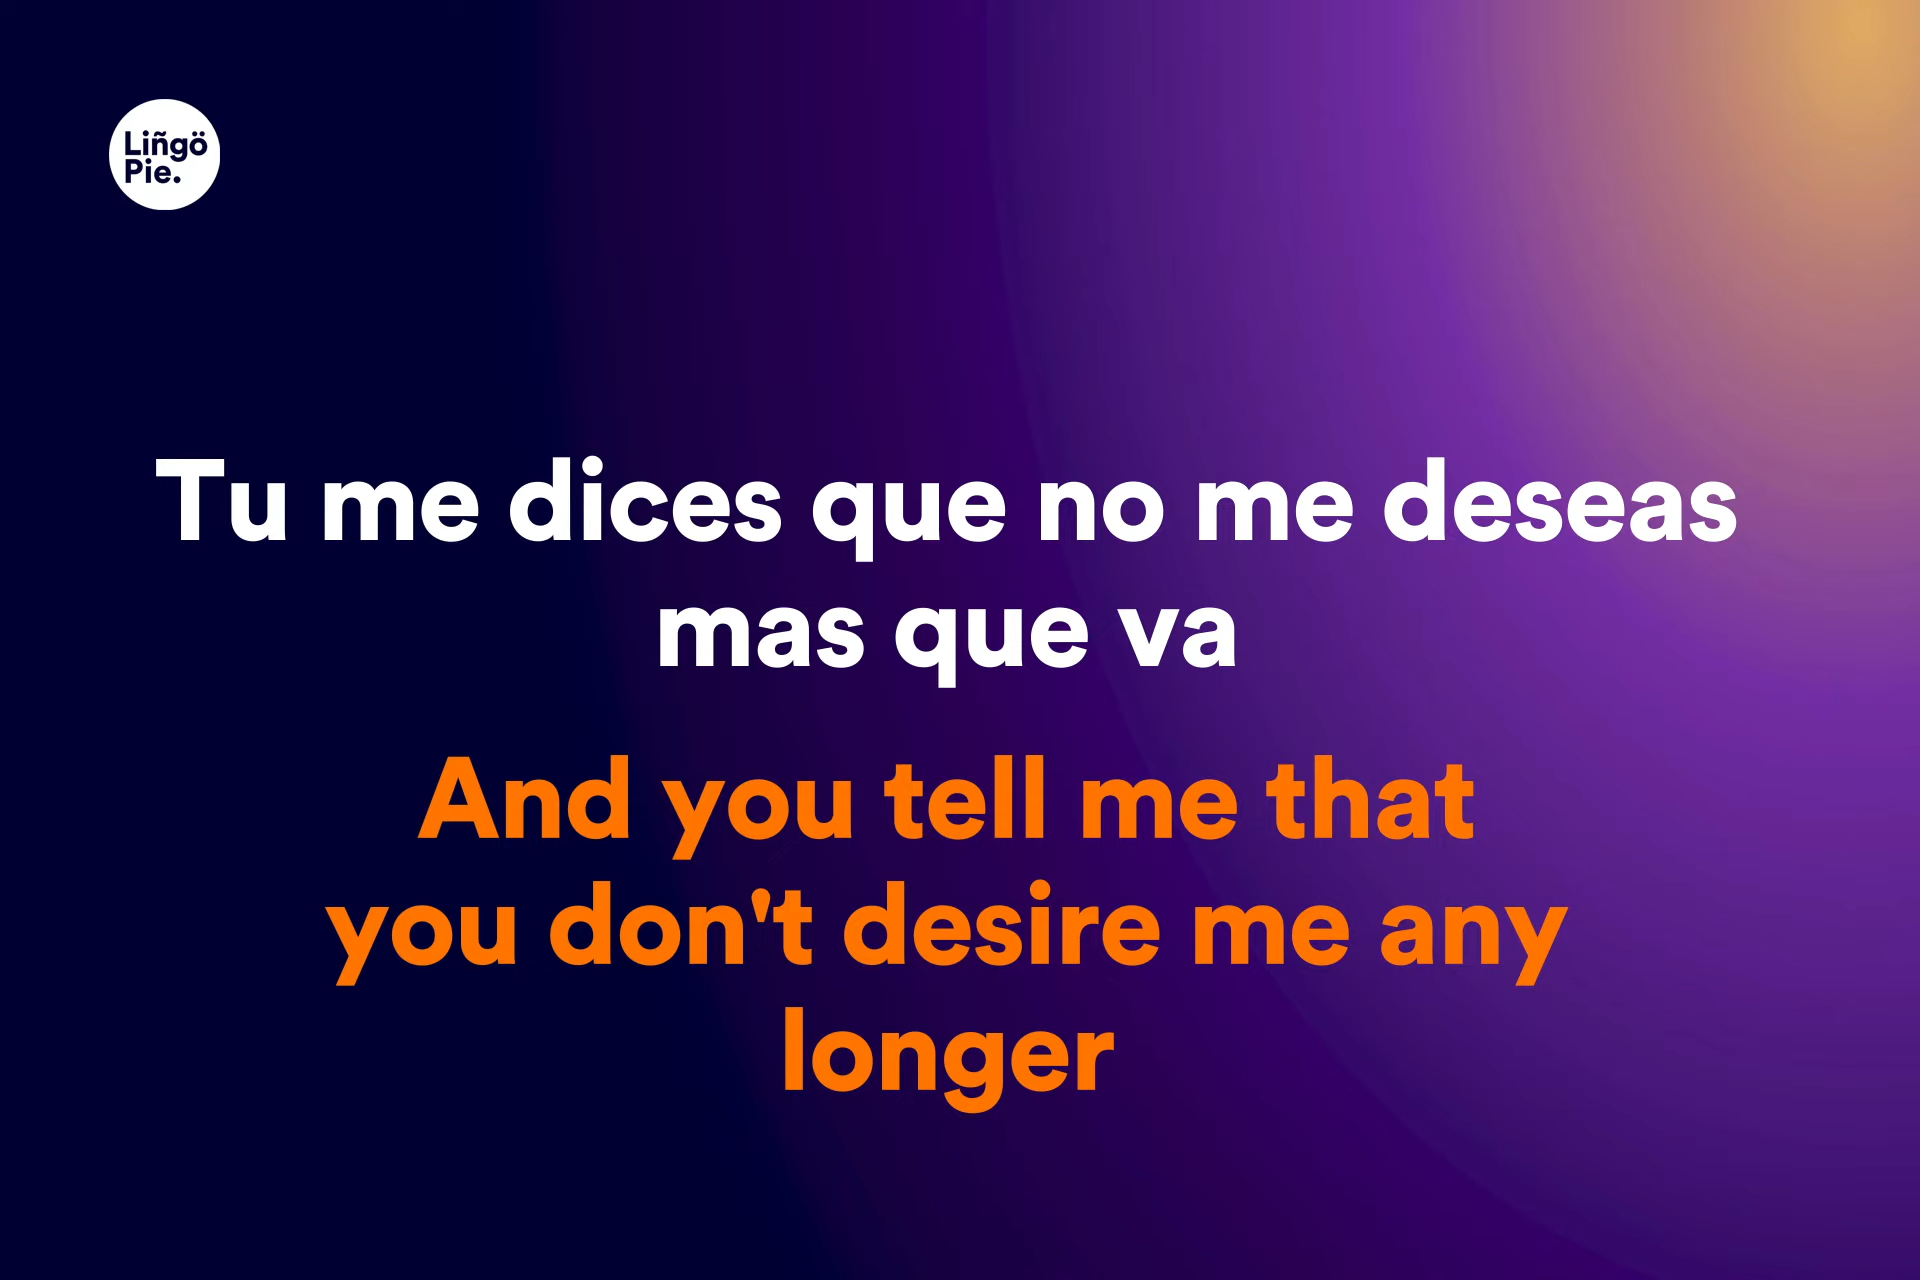 Liñgö
Pie.
Tu me dices que no me deseas
mas que va
And you tell me that
you don't desire me any
longer